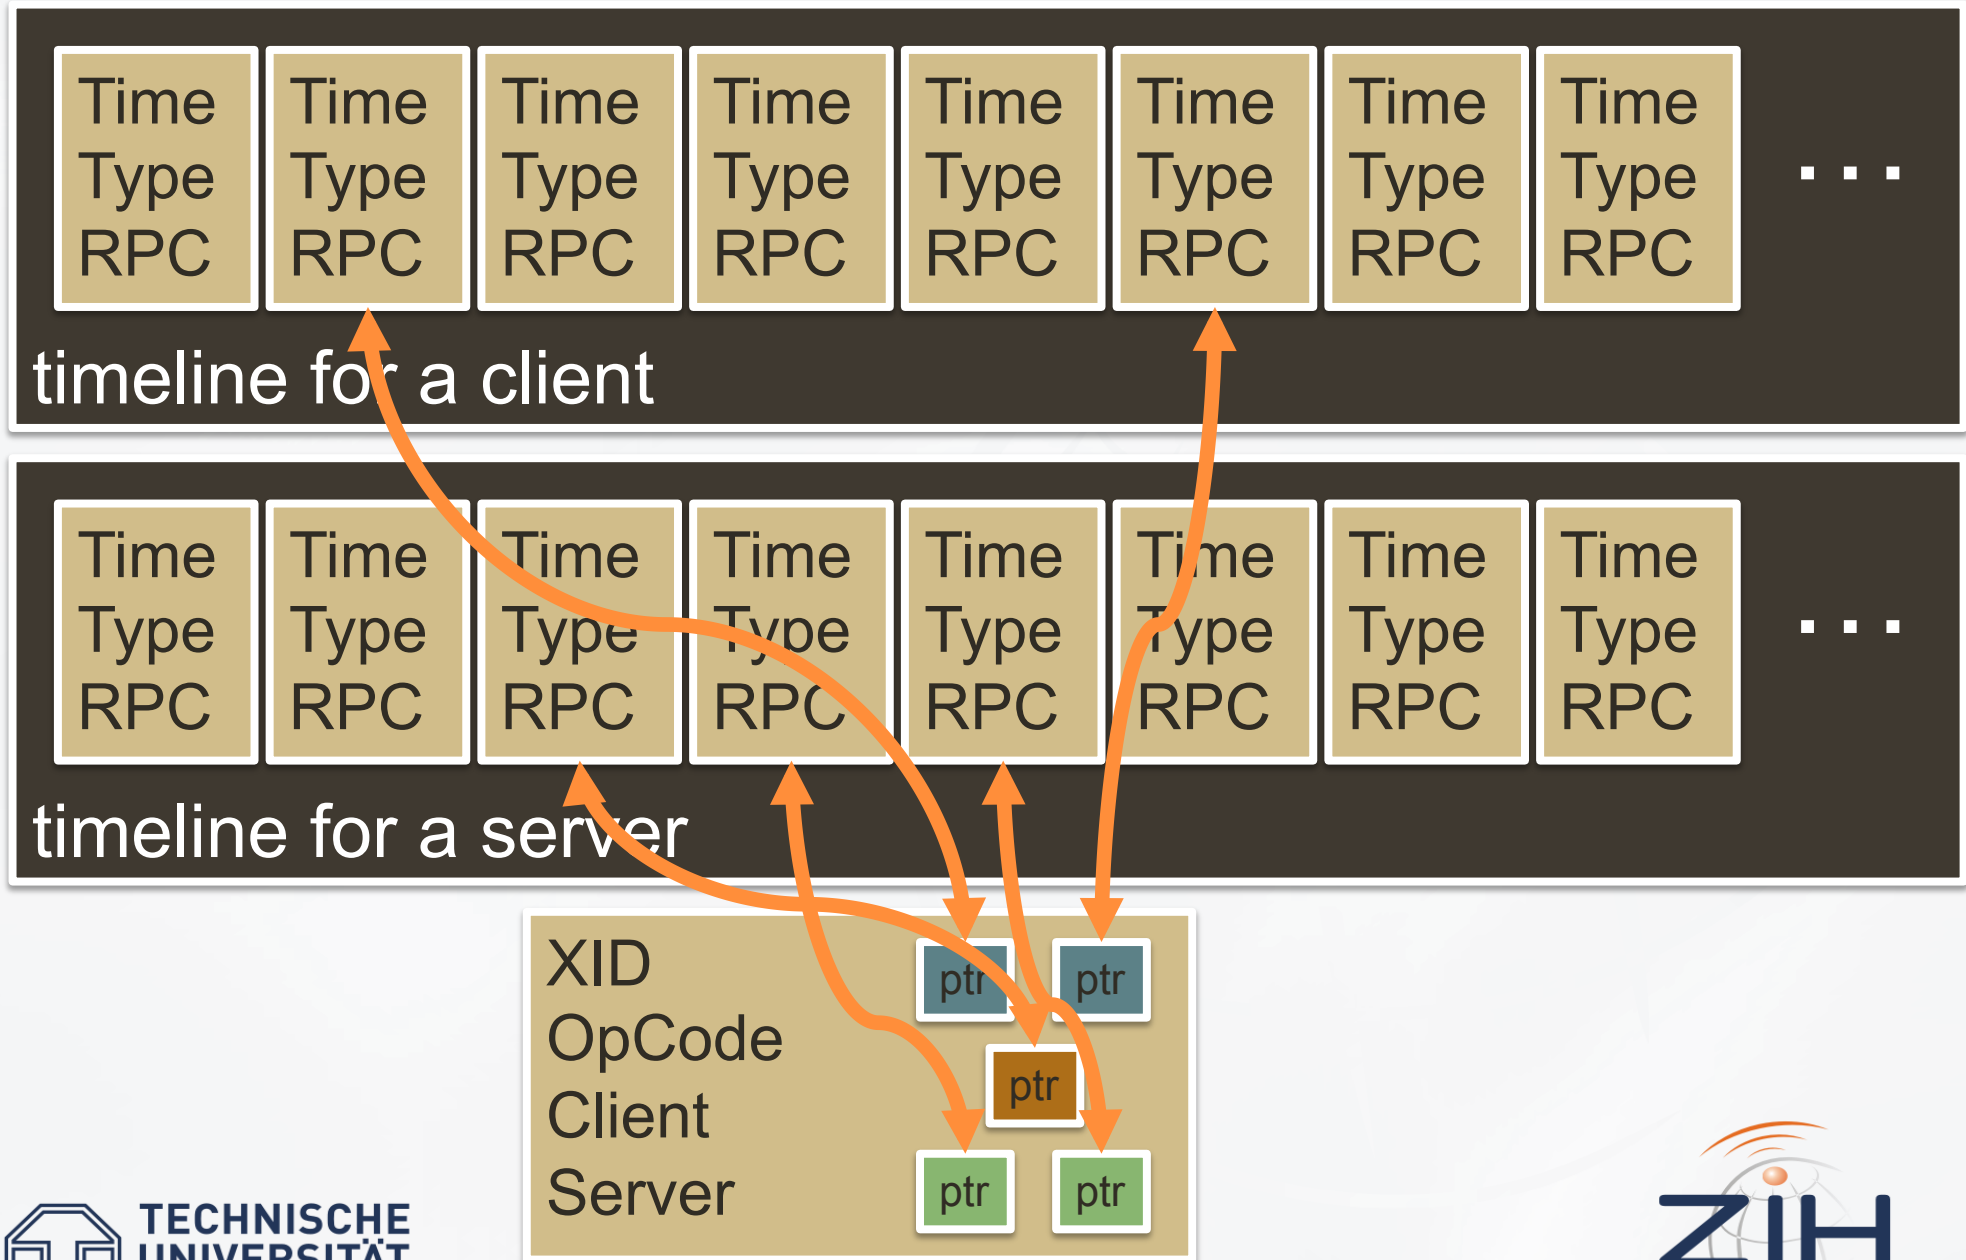 Time Time Time Time Time Time Time Time
Type Type Type Type Type Type Type Type ...
RPC RPC RPC RPC RPC RPC RPC RPC
timeline for a client
Time Time Time Time Time Time Time Time
Type Type Type Type Type Type Type Type ...
RPC RPC RPC RPC RPC RPC RPC RPC
timeline for a server
XID ptr ptr
OpCode
ptr
Client
Server ptr ptr
TECHNISCHE
UNIVERSITÄT
ZIH